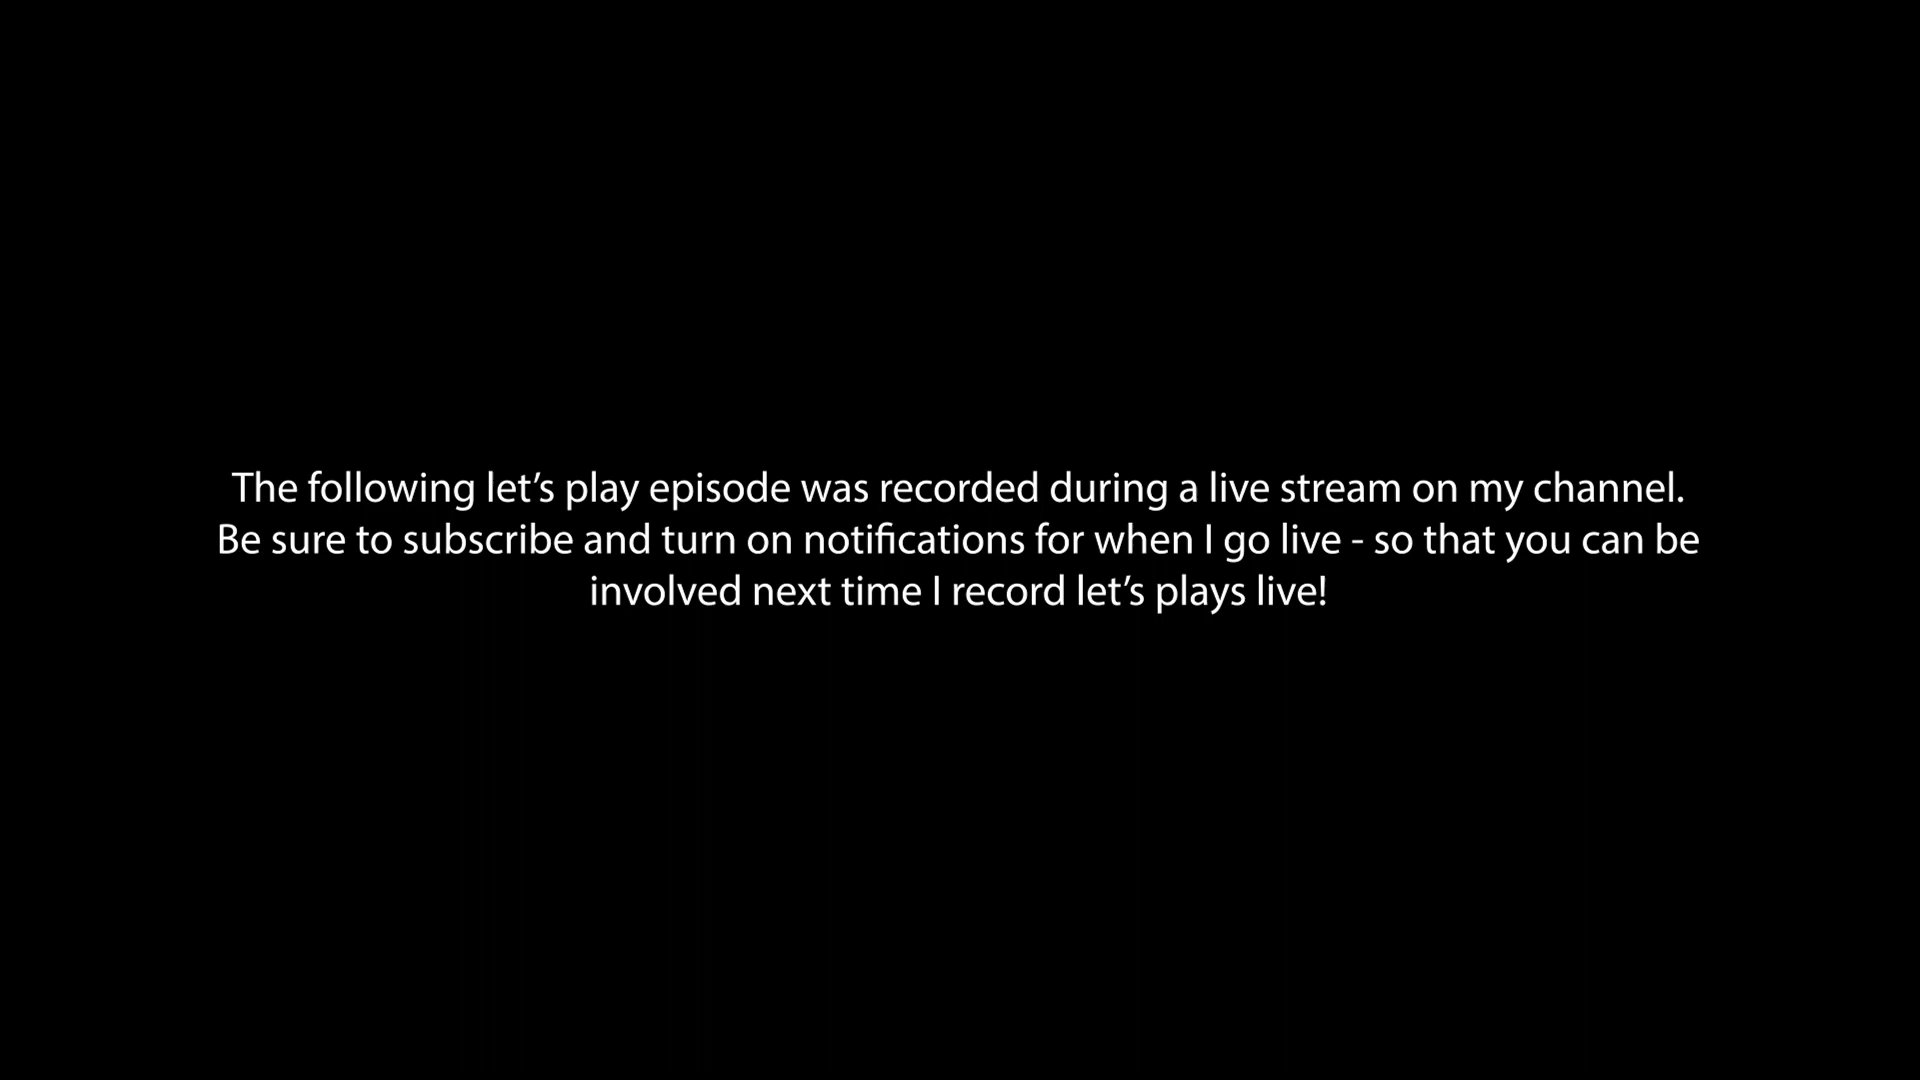 The following let’s play episode was recorded during a live stream on my channel.
Be sure to subscribe and turn on notifications for when I go live - so that you can be
involved next time I record let’s plays live!